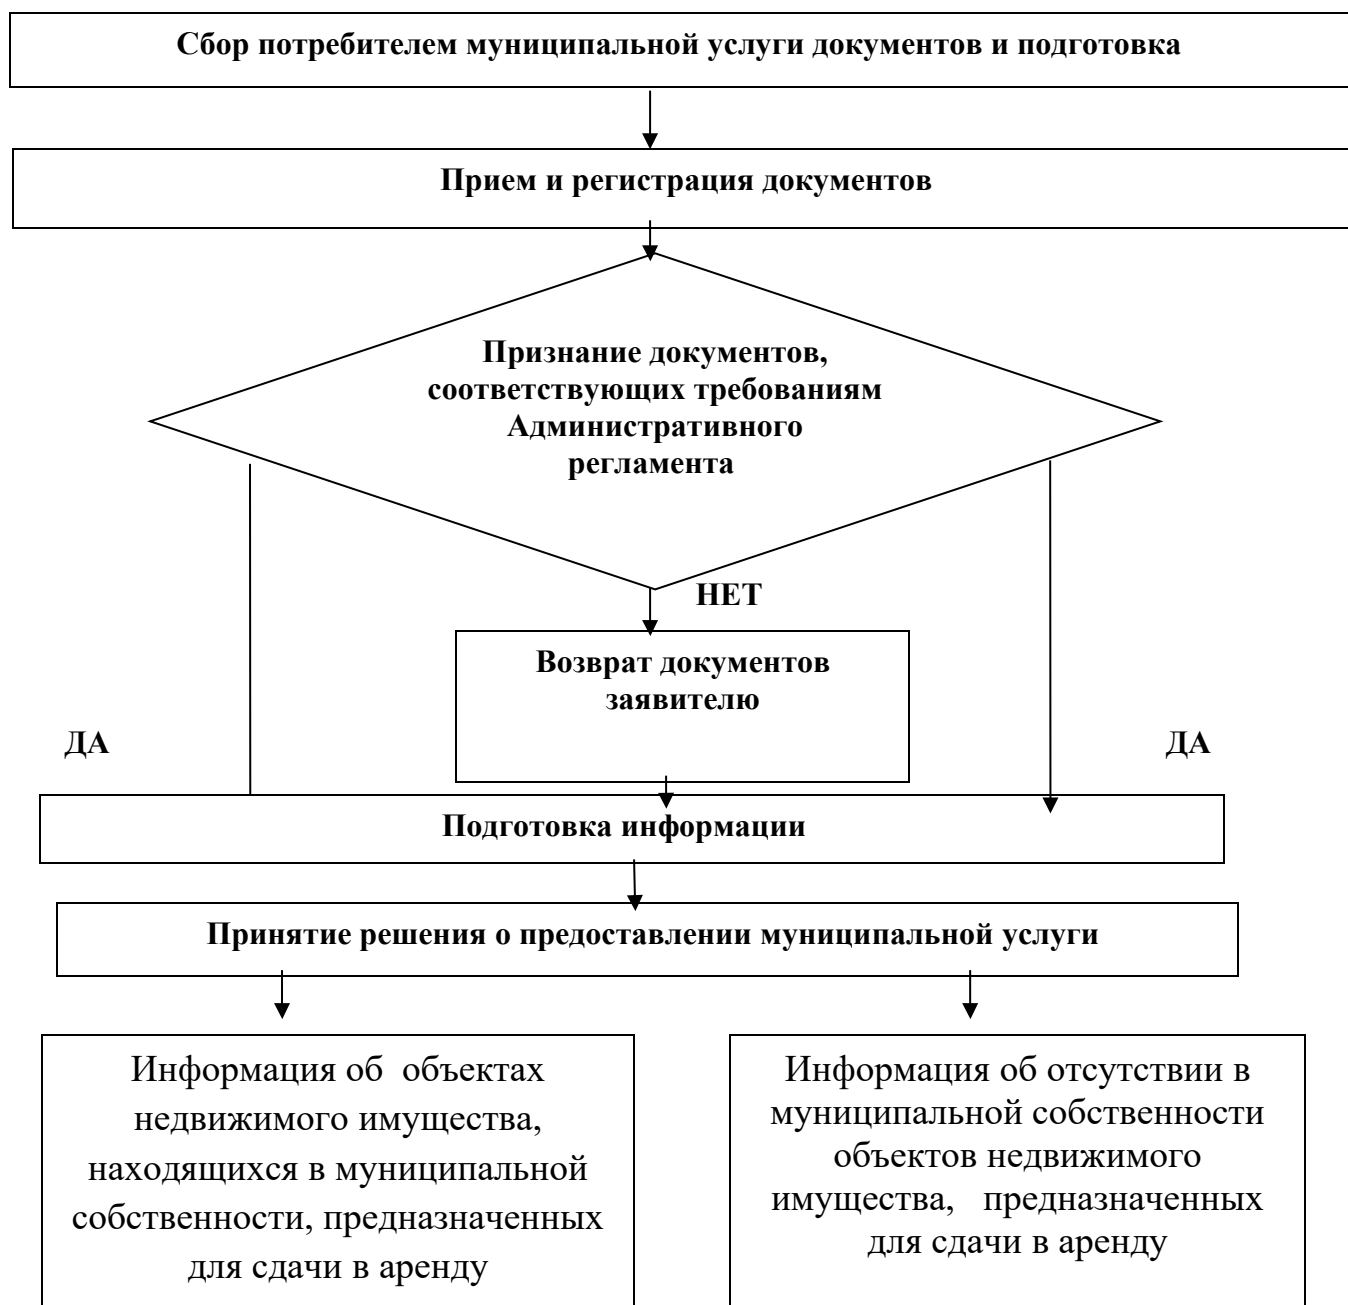 Сбор потребителем муниципальной услуги документов и подготовка
Прием и регистрация документов
Признание документов,
соответствующих требованиям
Административного
регламента
НЕТ
Возврат документов
заявителю
ДА
ДА
Подготовка информации
Принятие решения о предоставлении муниципальной услуги
Информация об объектах
недвижимого имущества,
находящихся в муниципальной
собственности, предназначенных
для сдачи в аренду
Информация об отсутствии в
муниципальной собственности
объектов недвижимого
имущества, предназначенных
для сдачи в аренду